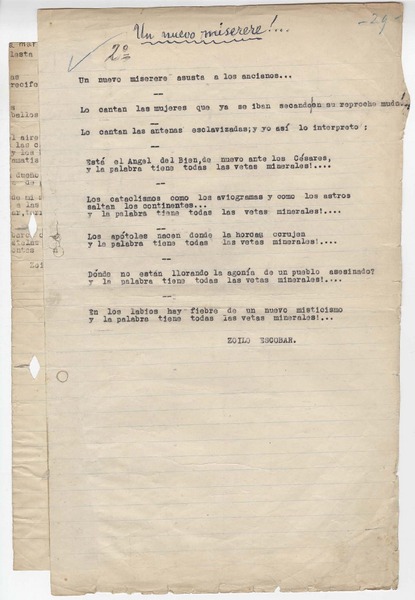 Un nuevo miserere!...
2º
-29-
Un nuevo miserere asusta a los ancianos...
--
Lo cantan las mujeres que ya se iban secando en su reproche mudo!...
--
Lo cantan las antenas esclavizadas; y yo así lo interpreto;
--
Está el Angel del Bien, de nuevo ante los Césares,
y la palabra tiene todas las vetas minerales!....
--
Los cataclismos como los aviogramas y como los astros
saltan los continentes...
y la palabra tiene todas las vetas minerales!....
--
Los apóstoles nacen donde la horca
y la palabra tiene todas las vetas minerales!...
--
Dónde no están llorando la agonía de un pueblo asesinado?
y la palabra tiene todas las vetas minerales!...
--
En los labios hay fiebre de un nuevo misticismo
y la palabra tiene todas las vetas minerales!...
ZOILO ESCOBAR.